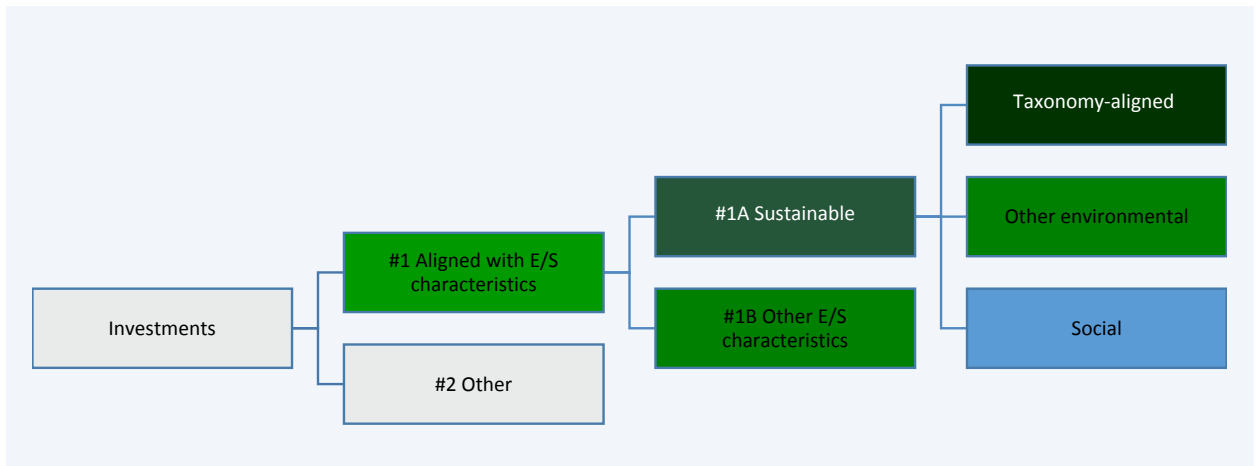 Taxonomy-aligned
#1A Sustainable
Other environmental
#1 Aligned with E/S
characteristics
Investments
#1B Other E/S
characteristics
Social
#2 Other